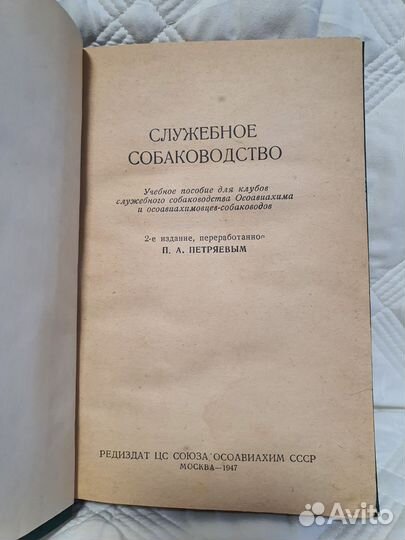 СЛУЖЕБНОЕ
СОБАКОВОДСТВО
Учебное пособие для клубов
служебного собаководства Осоавиахима
и осоавиахимовцев-собаководов
2-е издание, переработанное
П. А. ПЕТРЯЕВЫМ
РЕДИЗДАТ ЦС СОЮЗА ОСОАВИАХИМ СССР
МОСКВА—1947
Avito